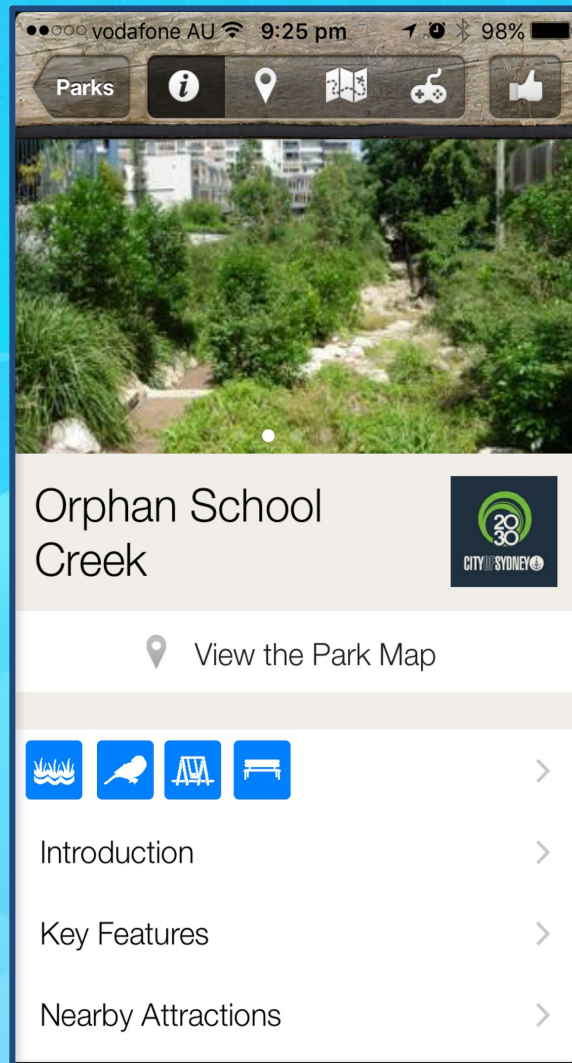 vodafone AU 9:25 pm 98%
Parks
Orphan School
Creek
20
30
CITY OF SYDNEY
View the Park Map
Introduction
Key Features
Nearby Attractions